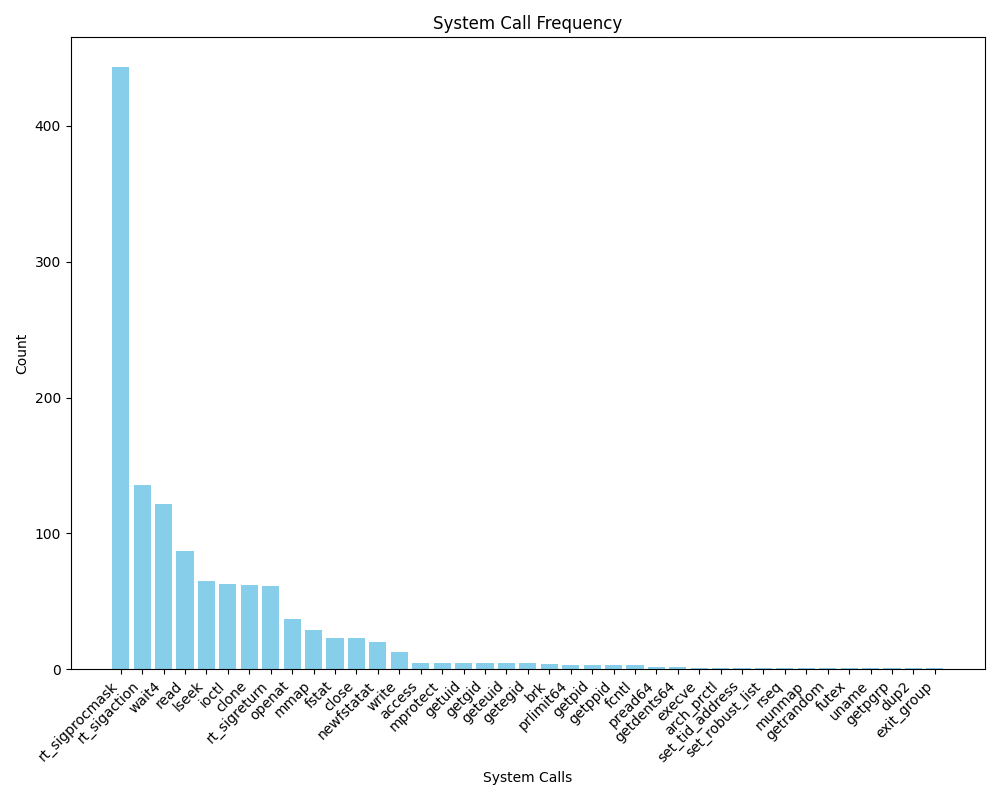 System Call Frequency
Count
400
300
200
100
0
rt_sigprocmask
rt_sigaction
wait4
read
lseek
ioctl
clone
rt_sigreturn
openat
mmap
fstat
close
newfstatat
write
access
mprotect
getuid
getgid
geteuid
getegid
brk
prlimit64
getpid
getppid
fcntl
pread64
getdents64
execve
arch_prctl
set_tid_address
set_robust_list
rseq
munmap
getrandom
futex
uname
getpgrp
dup2
exit_group
System Calls